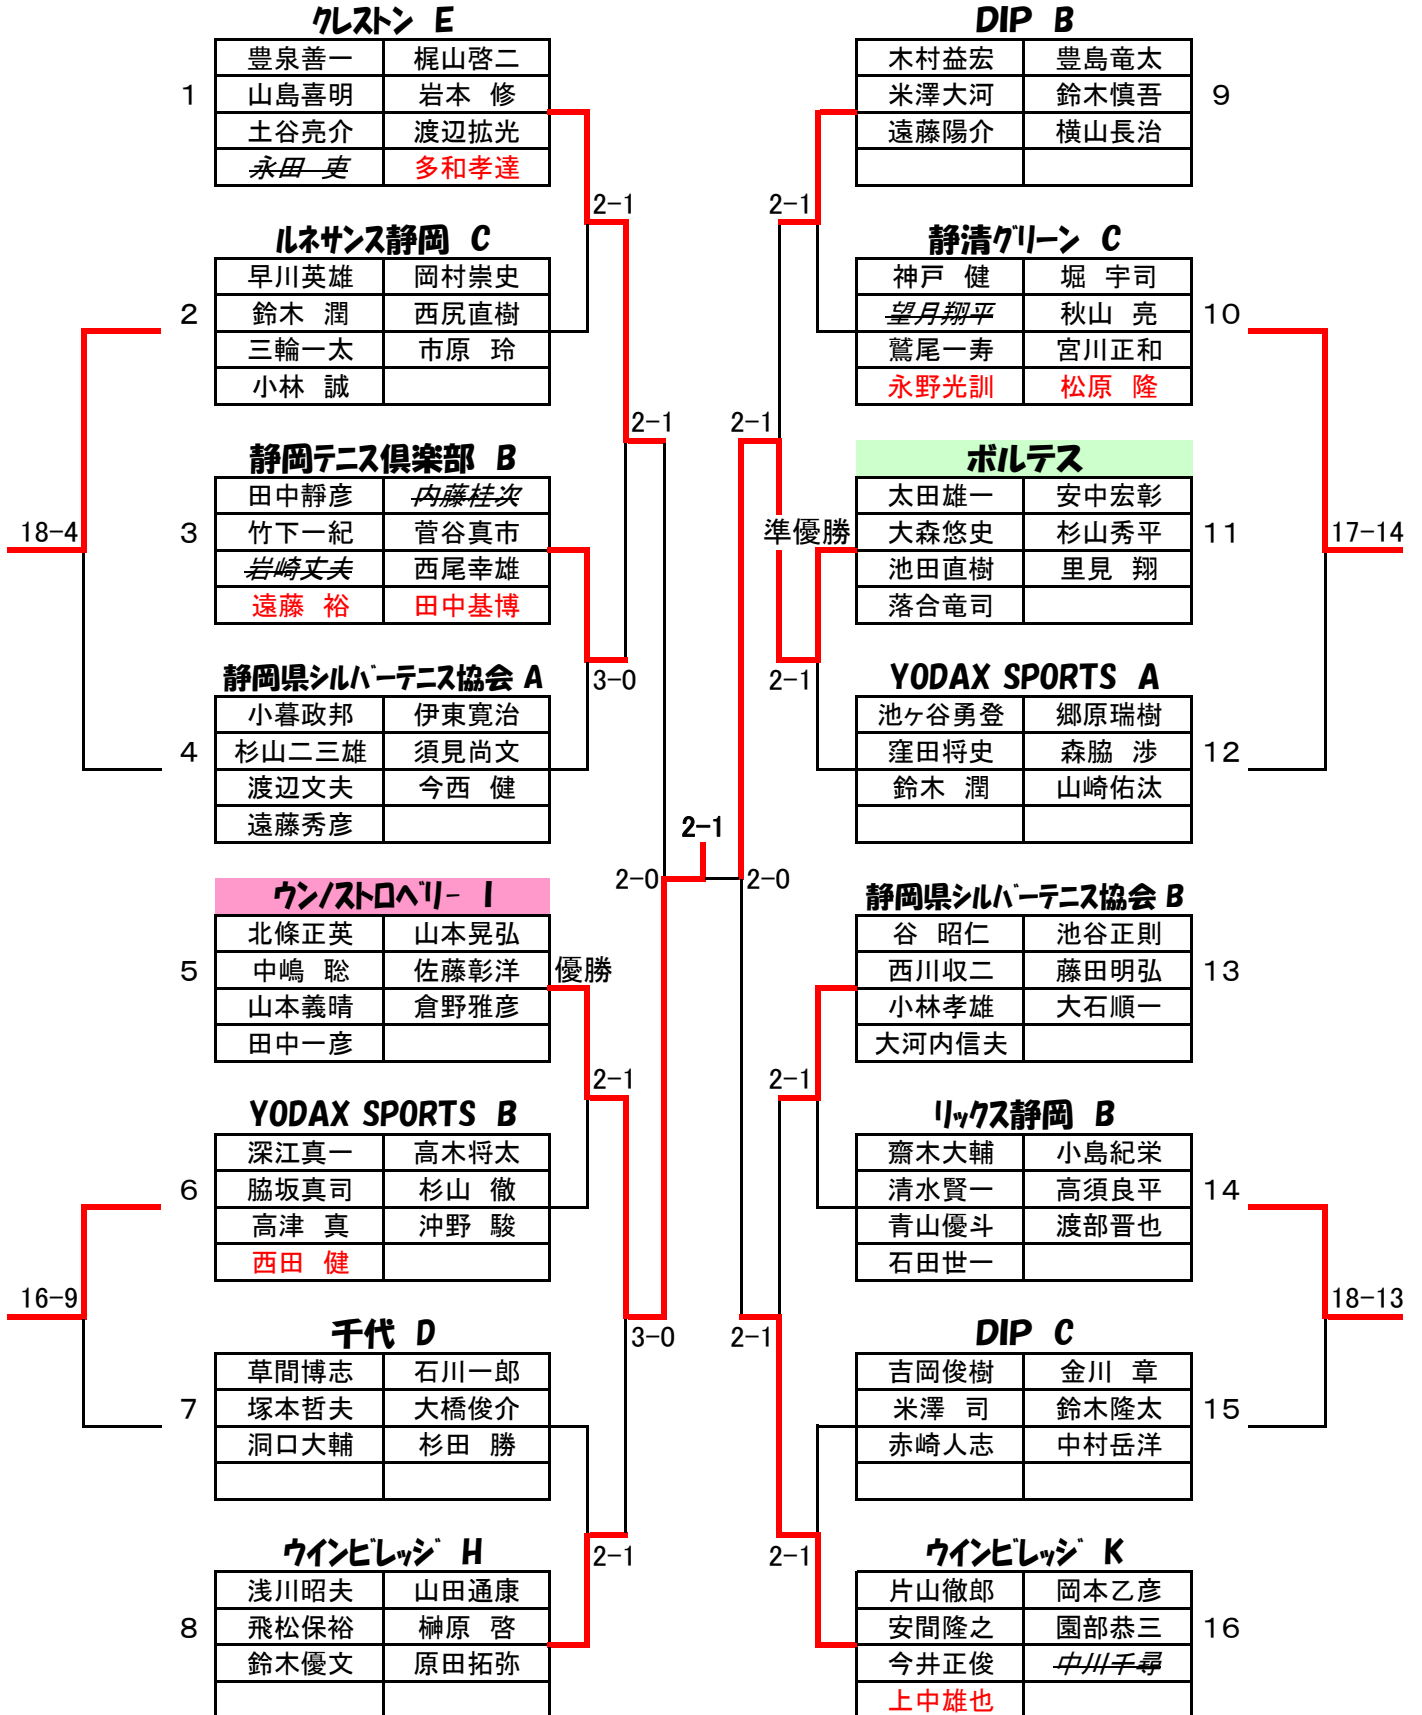 クレストン E
1
豊泉善一 梶山啓二
山島喜明 岩本 修
土谷亮介 渡辺拡光
永田 吏 多和孝達
2-1
ルネサンス静岡 C
2
早川英雄 岡村崇史
鈴木 潤 西尻直樹
三輪一太 市原 玲
小林 誠
18-4
2-1
静岡テニス倶楽部 B
3
田中靜彦 内藤桂次
竹下一紀 菅谷真市
岩崎丈夫 西尾幸雄
遠藤 裕 田中基博
3-0
静岡県シルバーテニス協会 A
4
小暮政邦 伊東寛治
杉山二三雄 須見尚文
渡辺文夫 今西 健
遠藤秀彦
2-1
2-0
2-0
ウンノストロベリー I
5
北條正英 山本晃弘
中嶋 聡 佐藤彰洋
山本義晴 倉野雅彦
田中一彦
優勝
2-1
YODAX SPORTS B
6
深江真一 高木将太
脇坂真司 杉山 徹
高津 真 沖野 駿
西田 健
16-9
3-0
千代 D
7
草間博志 石川一郎
塚本哲夫 大橋俊介
洞口大輔 杉田 勝
2-1
ウインビレッジ H
8
浅川昭夫 山田通康
飛松保裕 榊原 啓
鈴木優文 原田拓弥
DIP B
9
木村益宏 豊島竜太
米澤大河 鈴木慎吾
遠藤陽介 横山長治
2-1
静清グリーン C
10
神戸 健 堀 宇司
望月翔平 秋山 亮
鷲尾一寿 宮川正和
永野光訓 松原 隆
2-1
17-14
ボルテス
11
太田雄一 安中宏彰
大森悠史 杉山秀平
池田直樹 里見 翔
落合竜司
準優勝
2-1
YODAX SPORTS A
12
池ヶ谷勇登 郷原瑞樹
窪田将史 森脇 渉
鈴木 潤 山崎佑汰
静岡県シルバーテニス協会 B
13
谷 昭仁 池谷正則
西川収二 藤田明弘
小林孝雄 大石順一
大河内信夫
2-1
リックス静岡 B
14
齋木大輔 小島紀栄
清水賢一 高須良平
青山優斗 渡部晋也
石田世一
18-13
2-1
DIP C
15
吉岡俊樹 金川 章
米澤 司 鈴木隆太
赤崎人志 中村岳洋
2-1
ウインビレッジ K
16
片山徹郎 岡本乙彦
安間隆之 園部恭三
今井正俊 中川千尋
上中雄也